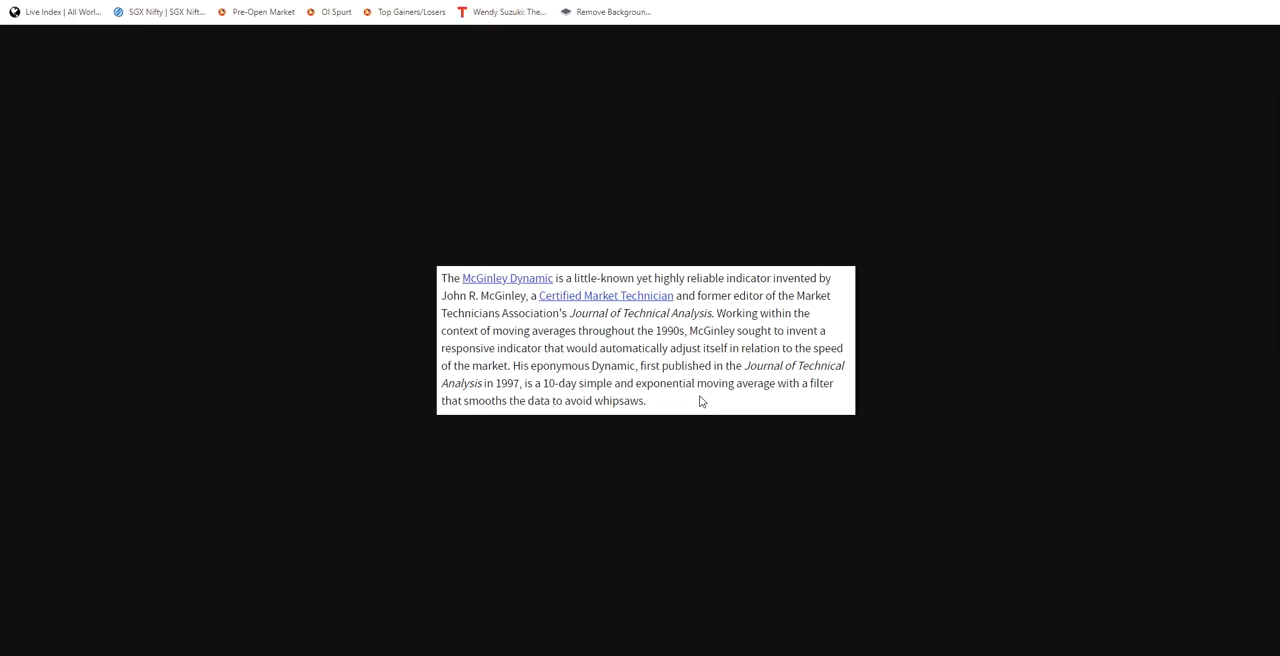 Live Index | All Worl... SGX Nifty | SGX Nift... Pre-Open Market OI Spurt Top Gainers/Losers Wendy Suzuki: The... Remove Backgroun...
The McGinley Dynamic is a little-known yet highly reliable indicator invented by
John R. McGinley, a Certified Market Technician and former editor of the Market
Technicians Association's Journal of Technical Analysis. Working within the
context of moving averages throughout the 1990s, McGinley sought to invent a
responsive indicator that would automatically adjust itself in relation to the speed
of the market. His eponymous Dynamic, first published in the Journal of Technical
Analysis in 1997, is a 10-day simple and exponential moving average with a filter
that smooths the data to avoid whipsaws.